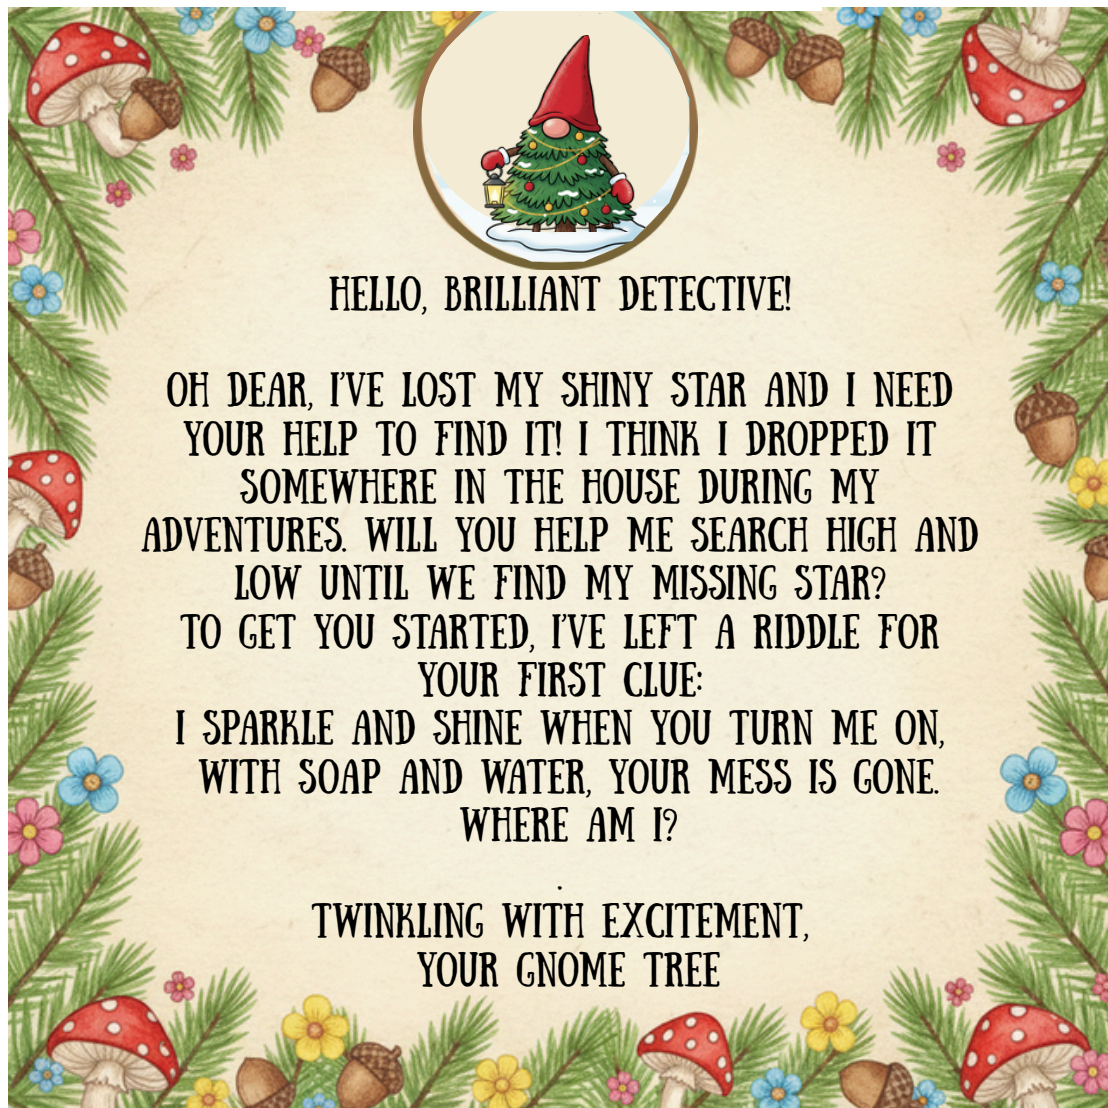 HELLO, BRILLIANT DETECTIVE!
OH DEAR, I'VE LOST MY SHINY STAR AND I NEED
YOUR HELP TO FIND IT! I THINK I DROPPED IT
SOMEWHERE IN THE HOUSE DURING MY
ADVENTURES. WILL YOU HELP ME SEARCH HIGH AND
LOW UNTIL WE FIND MY MISSING STAR?
TO GET YOU STARTED, I'VE LEFT A RIDDLE FOR
YOUR FIRST CLUE:
I SPARKLE AND SHINE WHEN YOU TURN ME ON,
WITH SOAP AND WATER, YOUR MESS IS GONE.
WHERE AM I?
.
TWINKLING WITH EXCITEMENT,
YOUR GNOME TREE